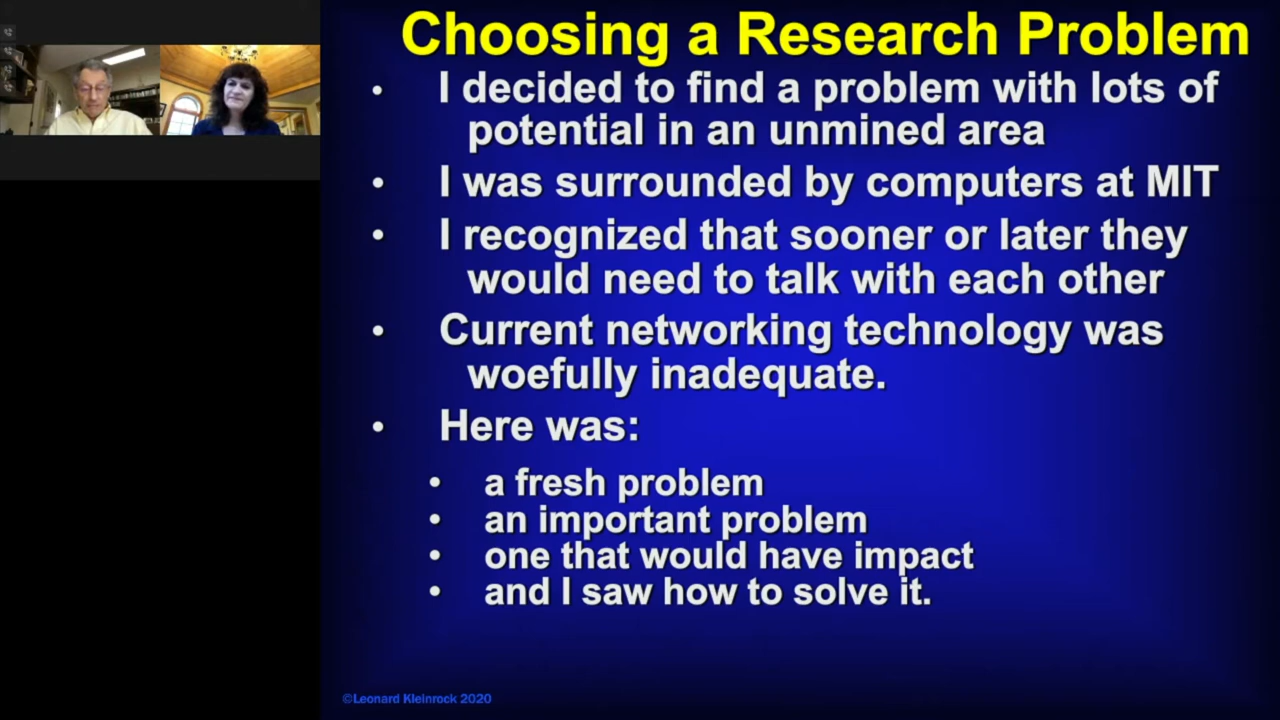 Choosing a Research Problem
• I decided to find a problem with lots of
potential in an unmined area
• I was surrounded by computers at MIT
• I recognized that sooner or later they
would need to talk with each other
• Current networking technology was
woefully inadequate.
• Here was:
• a fresh problem
• an important problem
• one that would have impact
• and I saw how to solve it.
©Leonard Kleinrock 2020